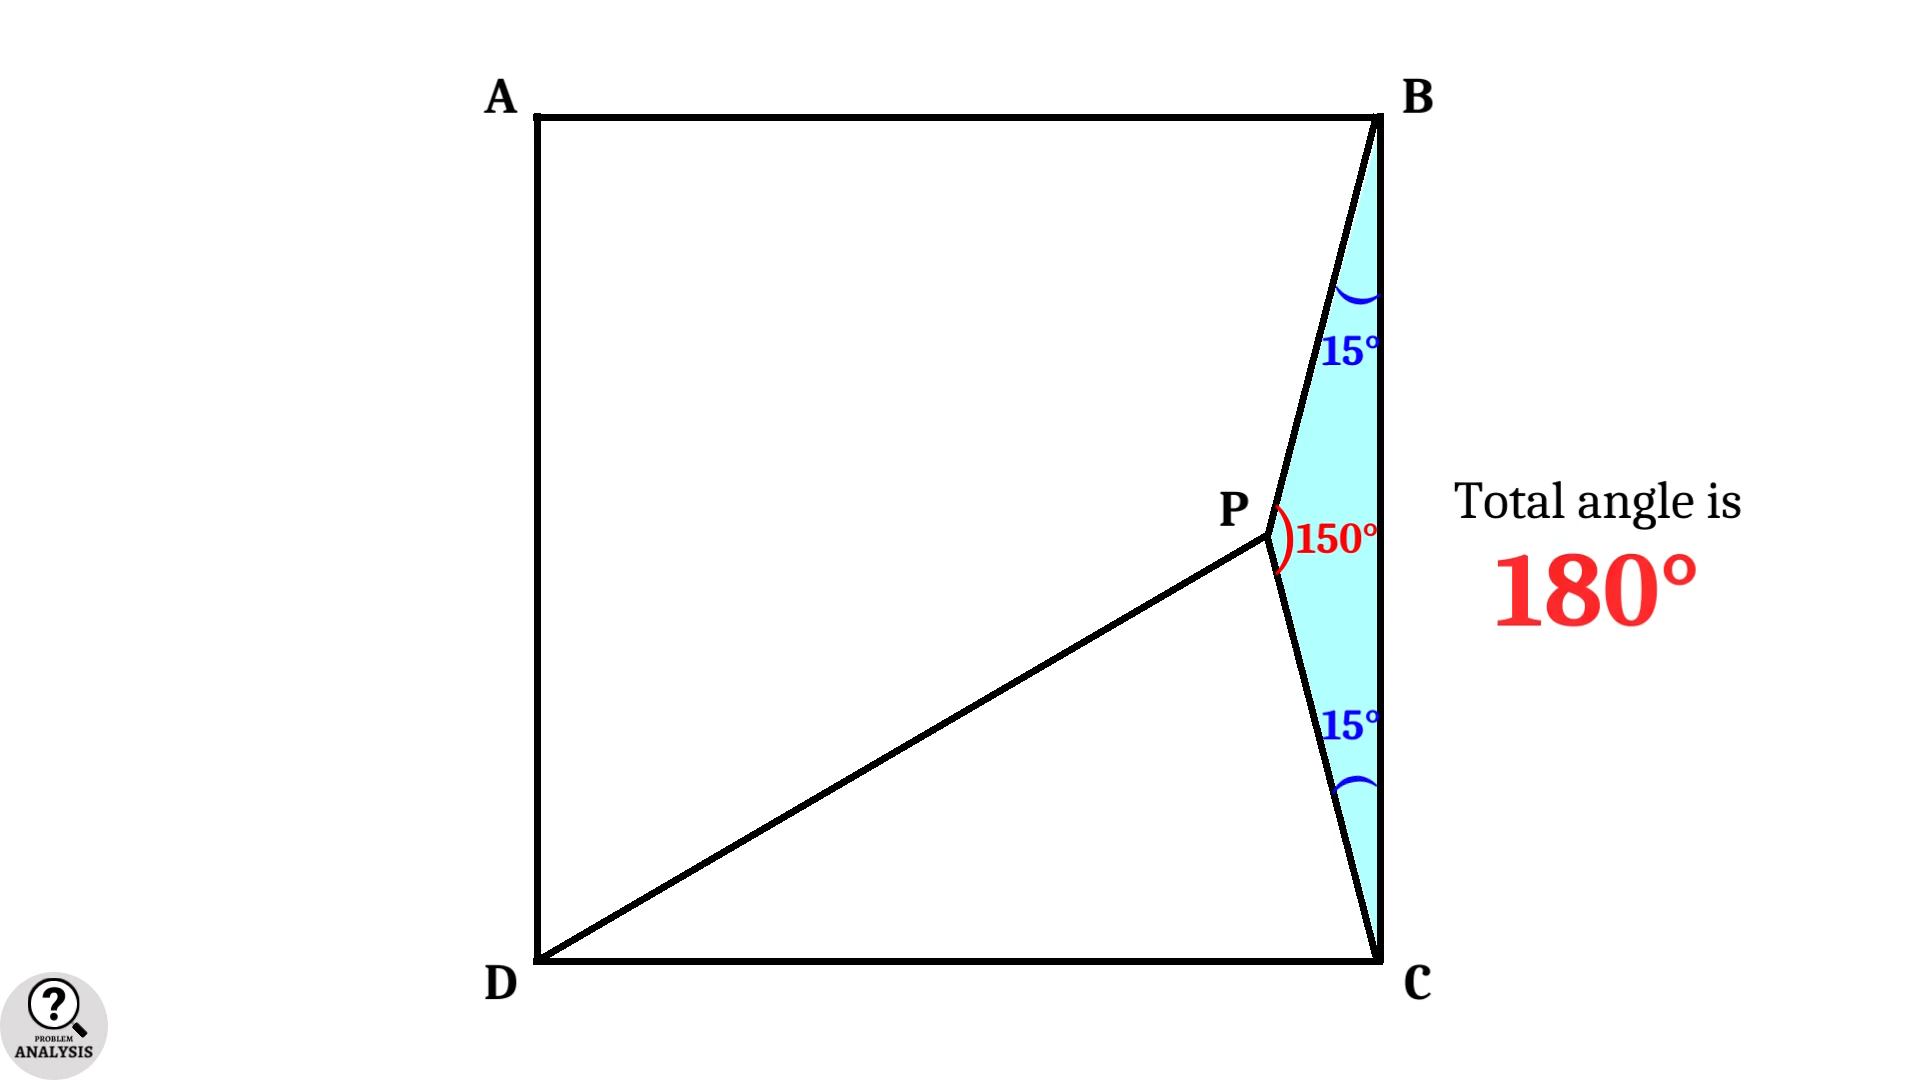 A
B
15°
P
150°
Total angle is
180°
15°
D
C
?
PROBLEM
ANALYSIS